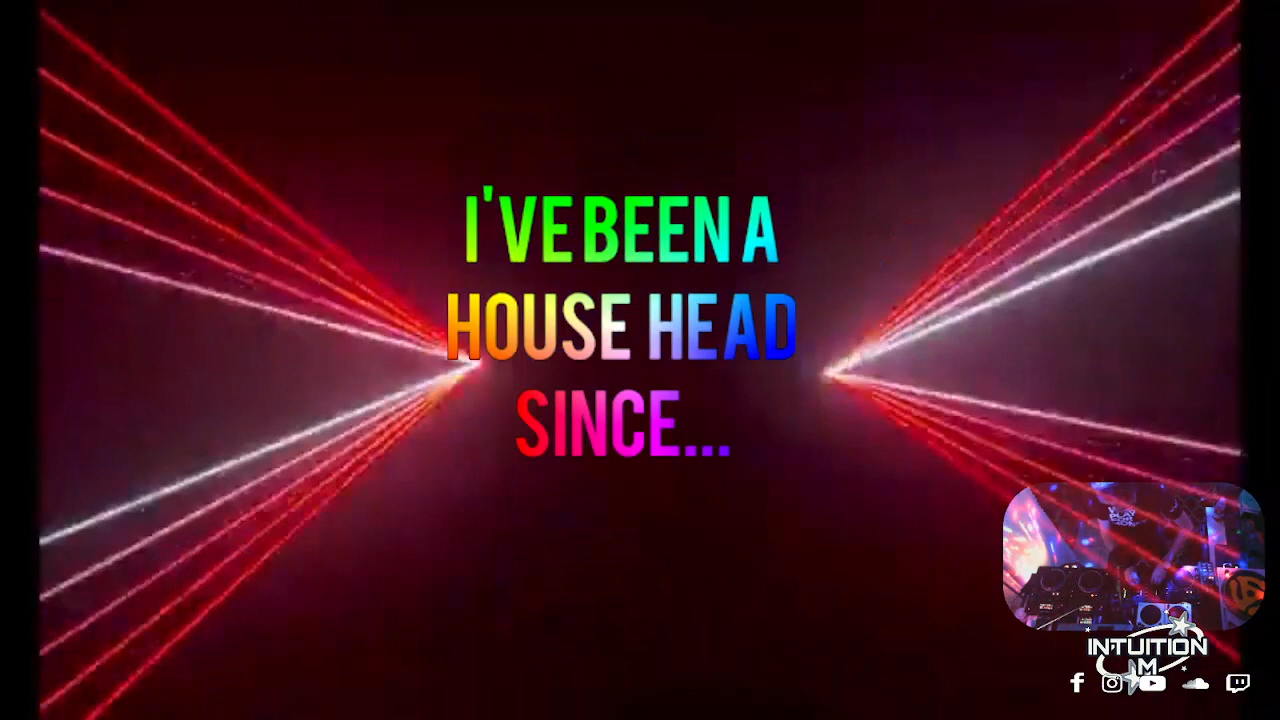 I'VE BEEN A
HOUSE HEAD
SINCE...
INTUITION
M